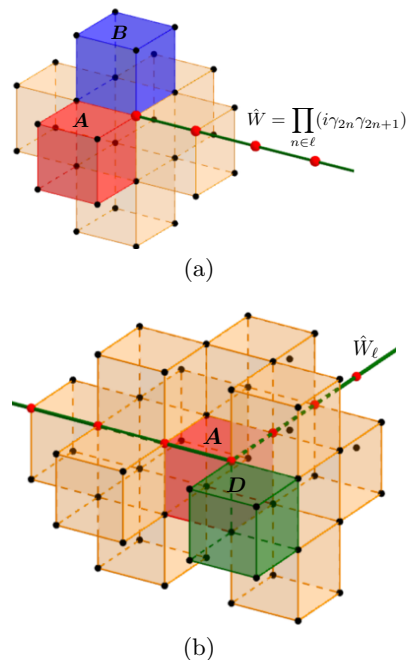 B
A
Ŵ = ∏_{n∈ℓ}(iγ_{2n}γ_{2n+1})
(a)
Ŵ_ℓ
A
D
(b)